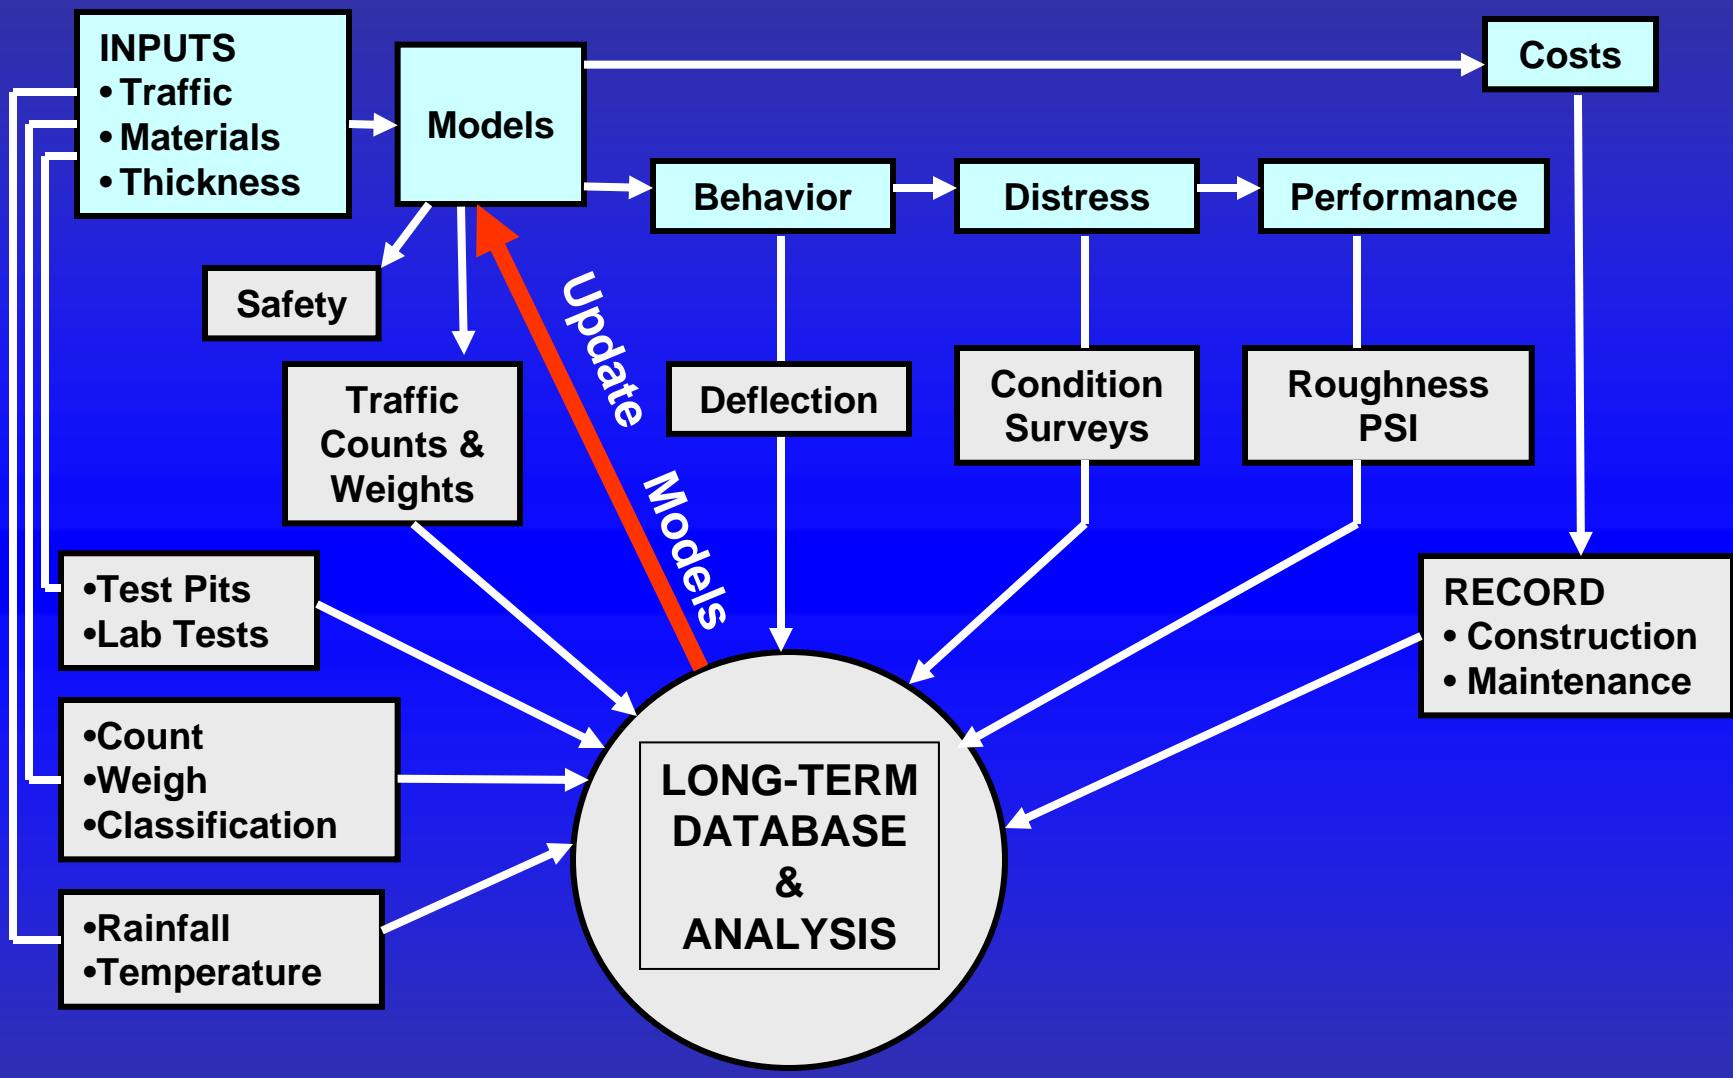 INPUTS
• Traffic
• Materials
• Thickness
Models
Costs
Behavior
Distress
Performance
Safety
Update Models
Traffic
Counts &
Weights
Deflection
Condition
Surveys
Roughness
PSI
•Test Pits
•Lab Tests
RECORD
• Construction
• Maintenance
•Count
•Weigh
•Classification
LONG-TERM
DATABASE
&
ANALYSIS
•Rainfall
•Temperature